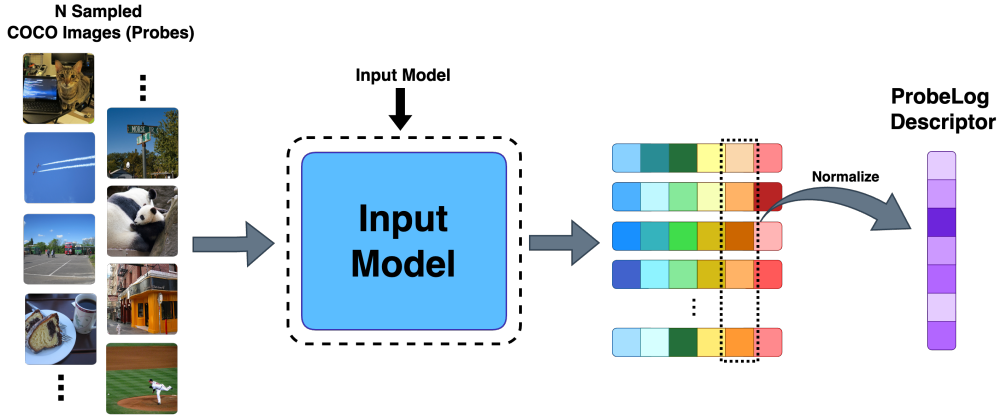 N Sampled
COCO Images (Probes)
Input Model
Input
Model
Normalize
ProbeLog
Descriptor